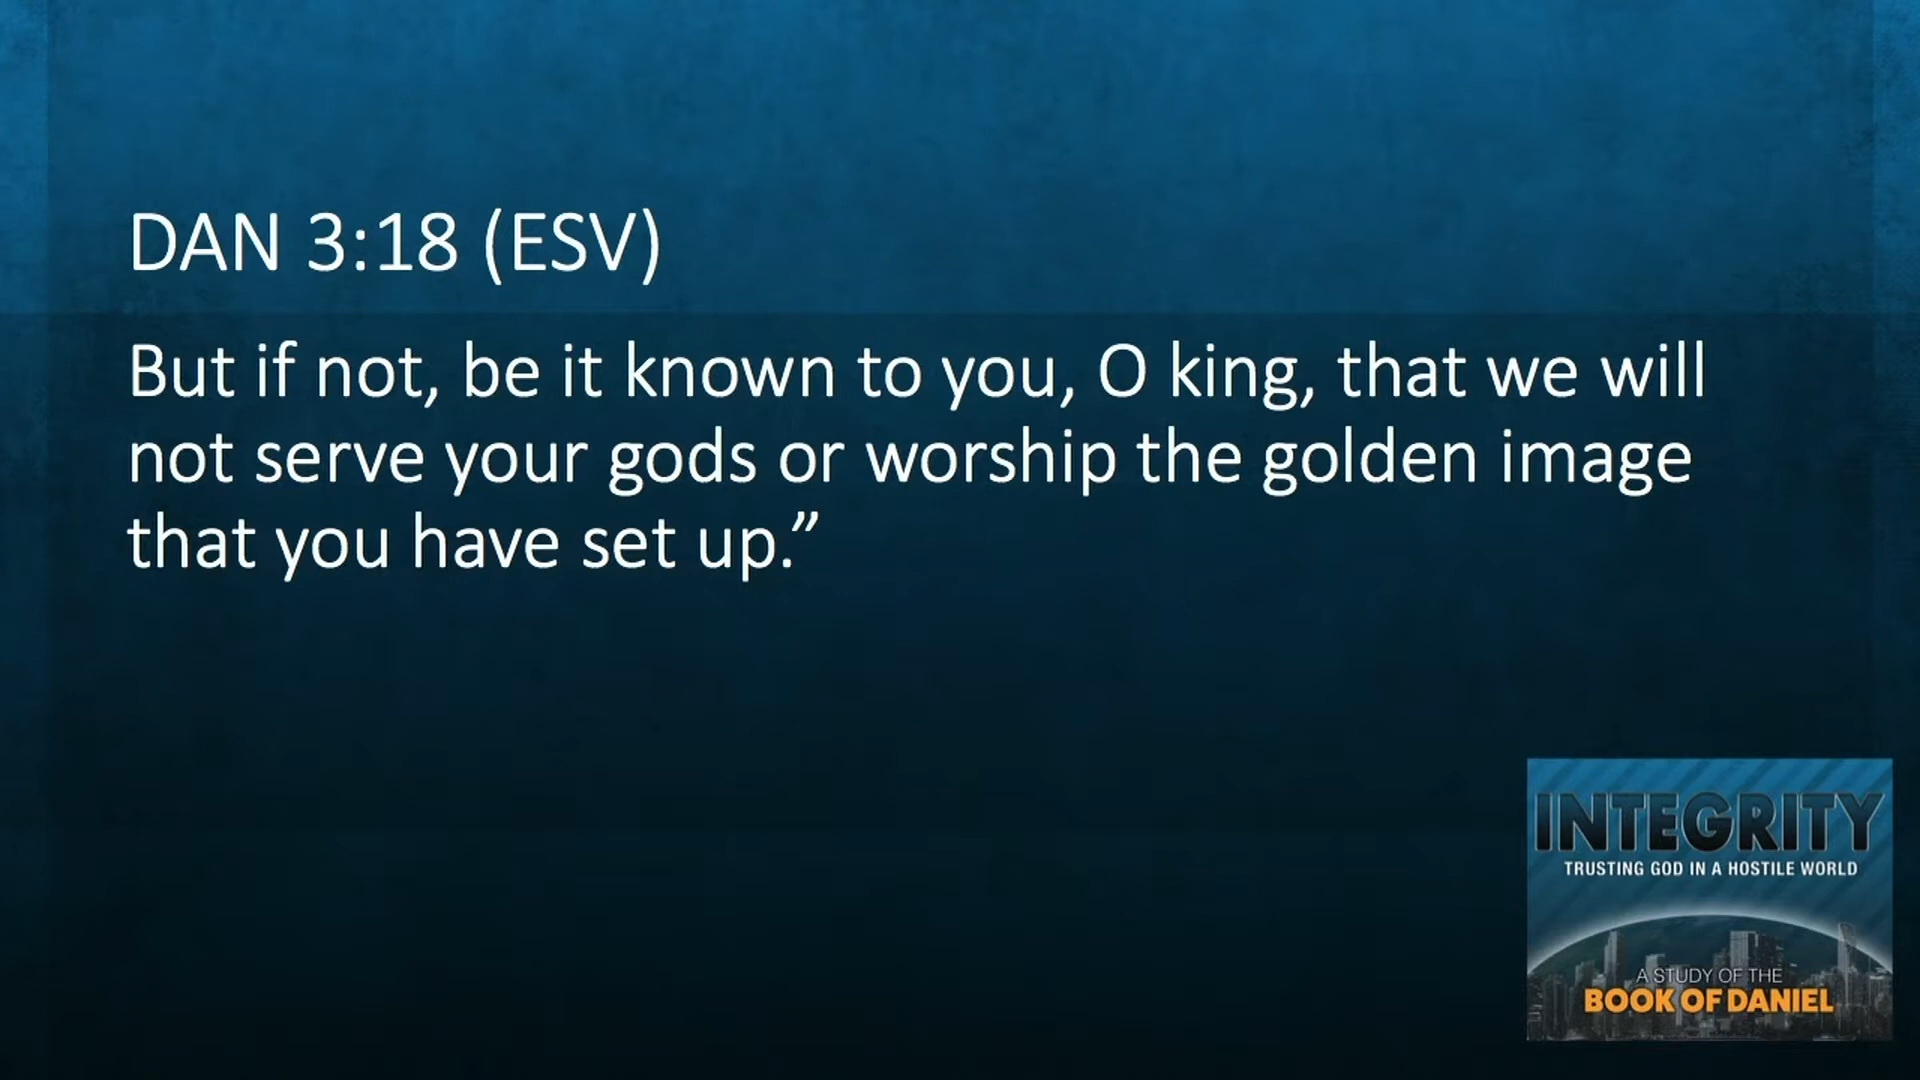 DAN 3:18 (ESV)
But if not, be it known to you, O king, that we will
not serve your gods or worship the golden image
that you have set up.”
INTEGRITY
TRUSTING GOD IN A HOSTILE WORLD
A STUDY OF THE
BOOK OF DANIEL